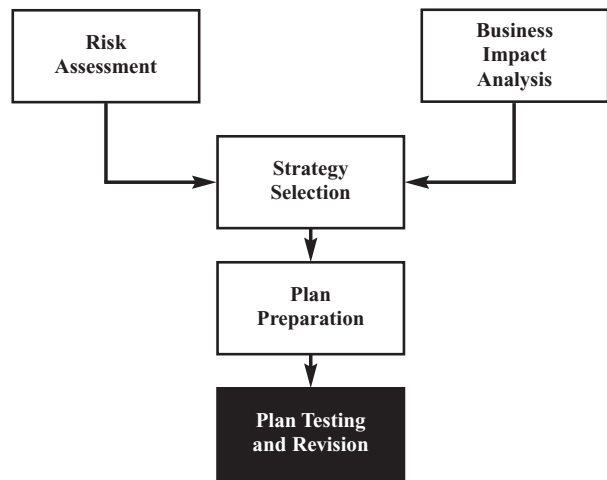 Risk
Assessment
Business
Impact
Analysis
Strategy
Selection
Plan
Preparation
Plan Testing
and Revision